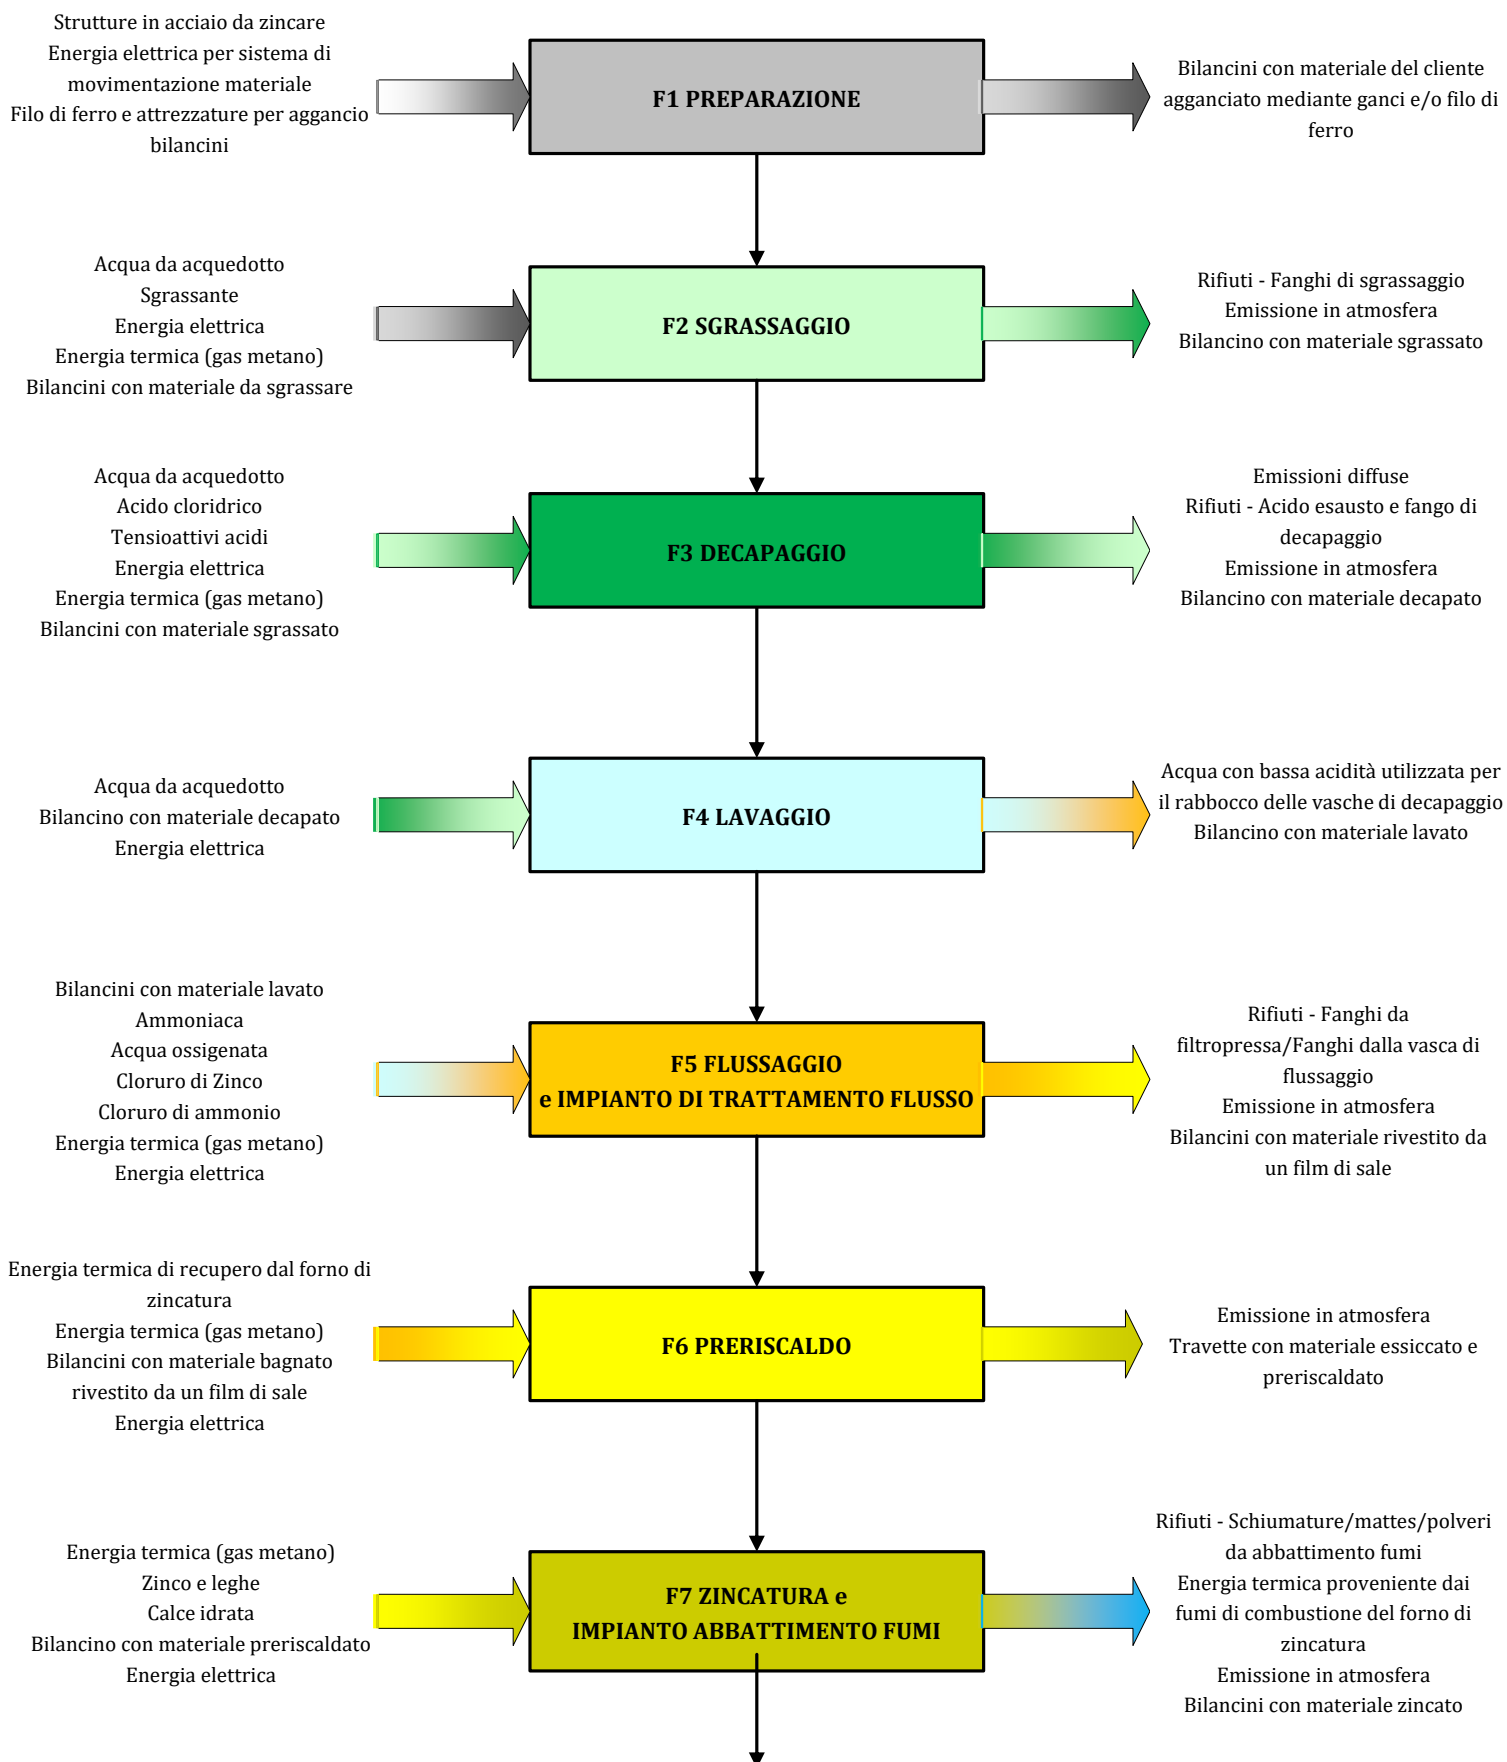 Strutture in acciaio da zincare
Energia elettrica per sistema di
movimentazione materiale
Filo di ferro e attrezzature per aggancio
bilancini
F1 PREPARAZIONE
Bilancini con materiale del cliente
agganciato mediante ganci e/o filo di
ferro
Acqua da acquedotto
Sgrassante
Energia elettrica
Energia termica (gas metano)
Bilancini con materiale da sgrassare
F2 SGRASSAGGIO
Rifiuti - Fanghi di sgrassaggio
Emissione in atmosfera
Bilancino con materiale sgrassato
Acqua da acquedotto
Acido cloridrico
Tensioattivi acidi
Energia elettrica
Energia termica (gas metano)
Bilancini con materiale sgrassato
F3 DECAPAGGIO
Emissioni diffuse
Rifiuti - Acido esausto e fango di
decapaggio
Emissione in atmosfera
Bilancino con materiale decapato
Acqua da acquedotto
Bilancino con materiale decapato
Energia elettrica
F4 LAVAGGIO
Acqua con bassa acidità utilizzata per
il rabbocco delle vasche di decapaggio
Bilancino con materiale lavato
Bilancini con materiale lavato
Ammoniaca
Acqua ossigenata
Cloruro di Zinco
Cloruro di ammonio
Energia termica (gas metano)
Energia elettrica
F5 FLUSSAGGIO
e IMPIANTO DI TRATTAMENTO FLUSSO
Rifiuti - Fanghi da
filtropressa/Fanghi dalla vasca di
flussaggio
Emissione in atmosfera
Bilancini con materiale rivestito da
un film di sale
Energia termica di recupero dal forno di
zincatura
Energia termica (gas metano)
Bilancini con materiale bagnato
rivestito da un film di sale
Energia elettrica
F6 PRERISCALDO
Emissione in atmosfera
Travette con materiale essiccato e
preriscaldato
Energia termica (gas metano)
Zinco e leghe
Calce idrata
Bilancino con materiale preriscaldato
Energia elettrica
F7 ZINCATURA e
IMPIANTO ABBATTIMENTO FUMI
Rifiuti - Schiumature/mattes/polveri
da abbattimento fumi
Energia termica proveniente dai
fumi di combustione del forno di
zincatura
Emissione in atmosfera
Bilancini con materiale zincato